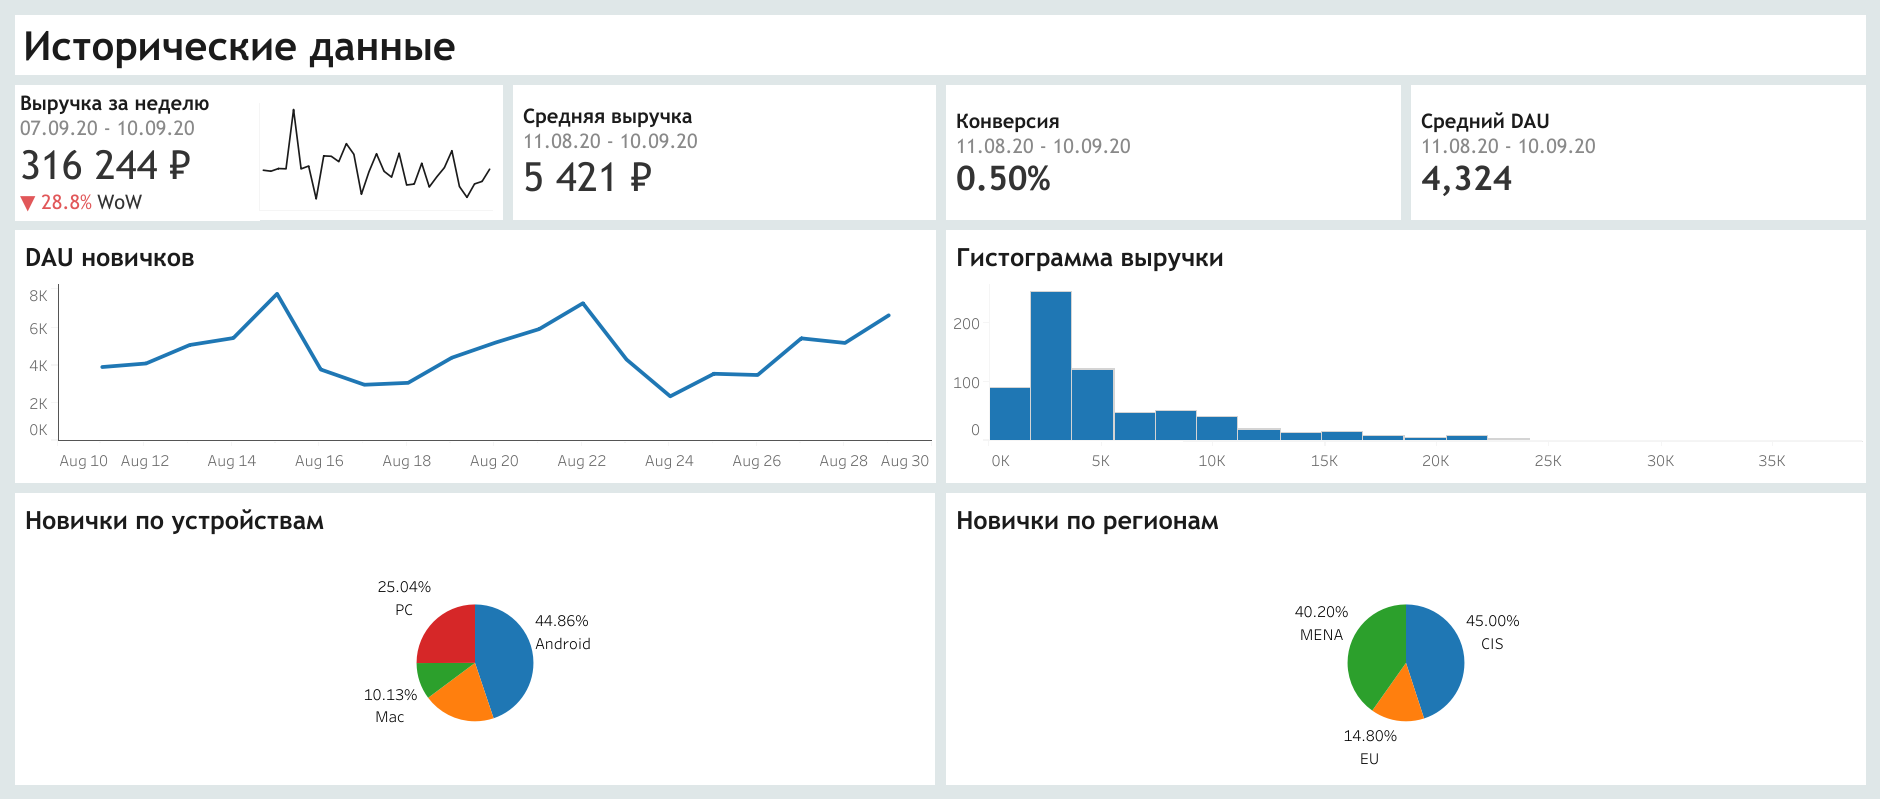 Исторические данные
Выручка за неделю
07.09.20 - 10.09.20
316 244 ₽
▼ 28.8% WoW
Средняя выручка
11.08.20 - 10.09.20
5 421 ₽
Конверсия
11.08.20 - 10.09.20
0.50%
Средний DAU
11.08.20 - 10.09.20
4,324
DAU новичков
8K
6K
4K
2K
0K
Aug 10 Aug 12 Aug 14 Aug 16 Aug 18 Aug 20 Aug 22 Aug 24 Aug 26 Aug 28 Aug 30
Гистограмма выручки
200
100
0
0K 5K 10K 15K 20K 25K 30K 35K
Новички по устройствам
25.04%
PC
44.86%
Android
10.13%
Mac
Новички по регионам
40.20%
MENA
45.00%
CIS
14.80%
EU